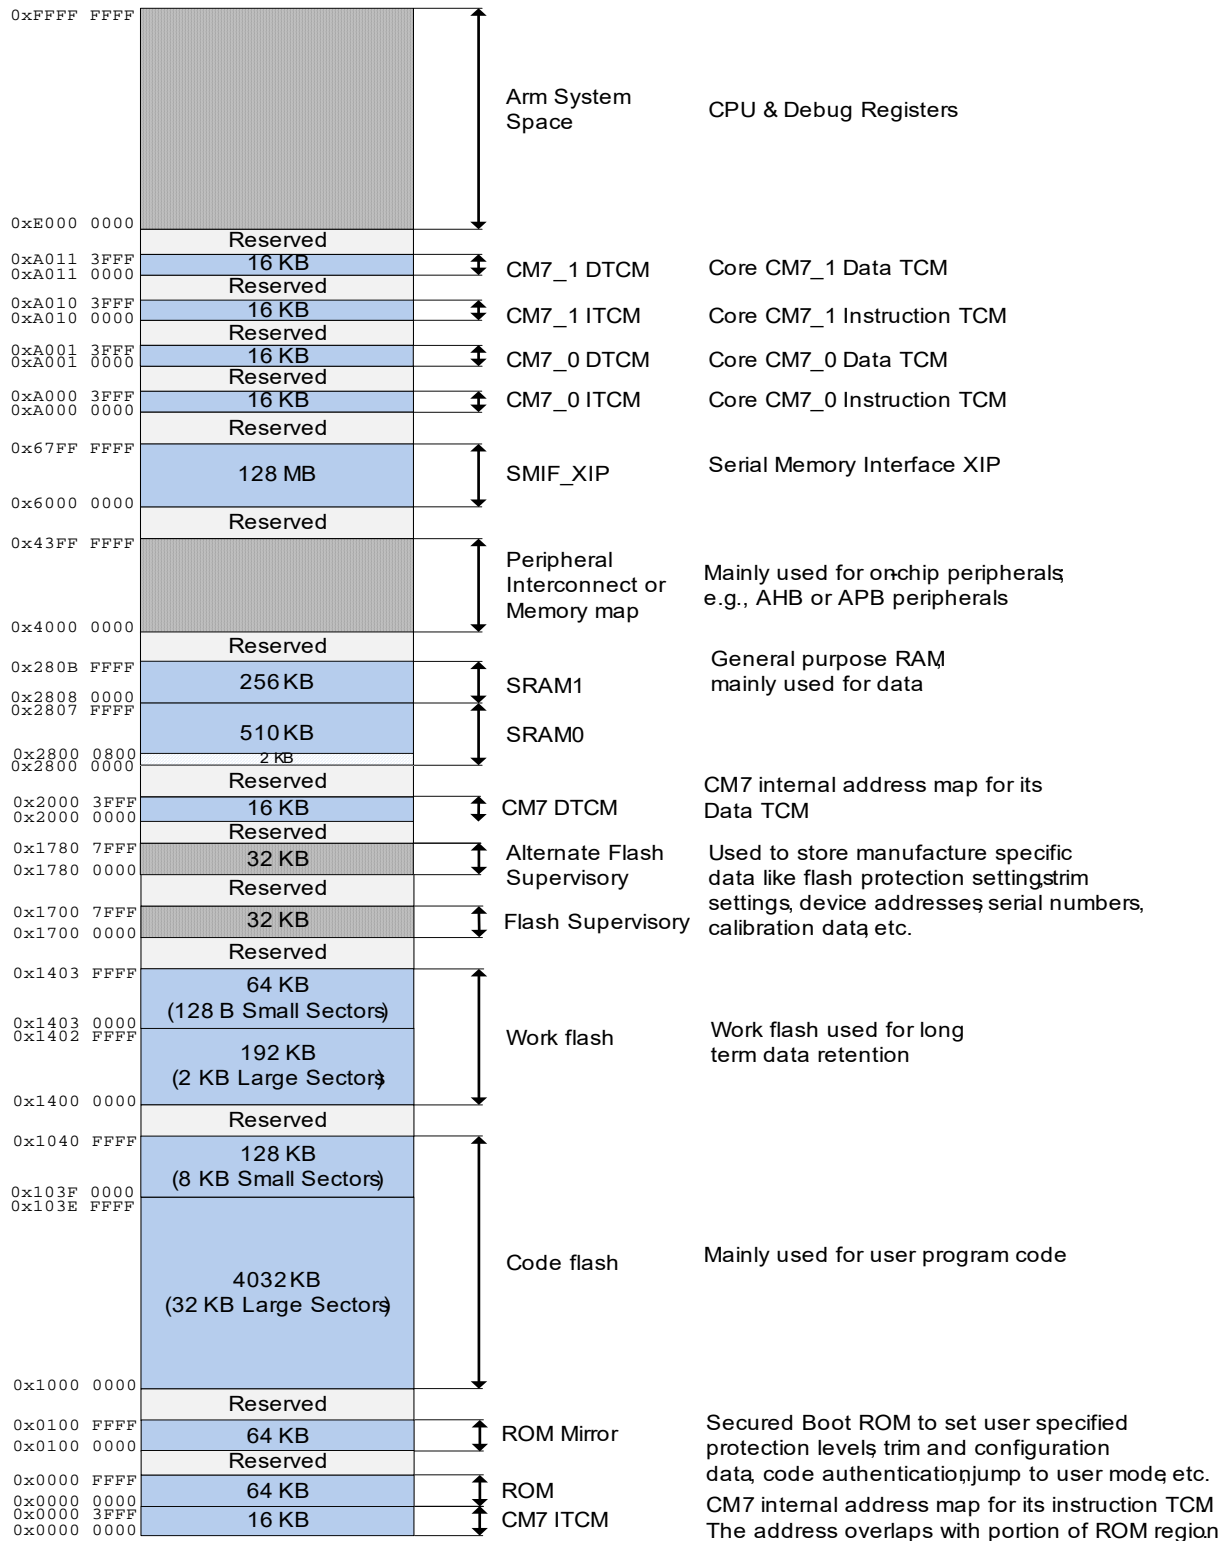 0xFFFF FFFF
Arm System
Space
CPU & Debug Registers
0xE000 0000
Reserved
0xA011 3FFF
0xA011 0000
16 KB
CM7_1 DTCM
Core CM7_1 Data TCM
Reserved
0xA010 3FFF
0xA010 0000
16 KB
CM7_1 ITCM
Core CM7_1 Instruction TCM
Reserved
0xA001 3FFF
0xA001 0000
16 KB
CM7_0 DTCM
Core CM7_0 Data TCM
Reserved
0xA000 3FFF
0xA000 0000
16 KB
CM7_0 ITCM
Core CM7_0 Instruction TCM
Reserved
0x67FF FFFF
128 MB
SMIF_XIP
Serial Memory Interface XIP
0x6000 0000
Reserved
0x43FF FFFF
Peripheral
Interconnect or
Memory map
Mainly used for on-chip peripherals,
e.g., AHB or APB peripherals
0x4000 0000
Reserved
0x280B FFFF
256 KB
SRAM1
General purpose RAM,
mainly used for data
0x2808 0000
0x2807 FFFF
510 KB
SRAM0
0x2800 0800
2 KB
0x2800 0000
Reserved
0x2000 3FFF
0x2000 0000
16 KB
CM7 DTCM
CM7 internal address map for its
Data TCM
Reserved
0x1780 7FFF
0x1780 0000
32 KB
Alternate Flash
Supervisory
Used to store manufacture specific
data like flash protection settings, trim
settings, device addresses, serial numbers,
calibration data, etc.
Reserved
0x1700 7FFF
0x1700 0000
32 KB
Flash Supervisory
Reserved
0x1403 FFFF
64 KB
(128 B Small Sectors)
0x1403 0000
0x1402 FFFF
192 KB
(2 KB Large Sectors)
0x1400 0000
Work flash
Work flash used for long
term data retention
Reserved
0x1040 FFFF
128 KB
(8 KB Small Sectors)
0x103F 0000
0x103E FFFF
4032 KB
(32 KB Large Sectors)
Code flash
Mainly used for user program code
0x1000 0000
Reserved
0x0100 FFFF
0x0100 0000
64 KB
ROM Mirror
Secured Boot ROM to set user specified
protection levels, trim and configuration
data, code authentication, jump to user mode, etc.
Reserved
0x0000 FFFF
0x0000 0000
64 KB
ROM
0x0000 3FFF
0x0000 0000
16 KB
CM7 ITCM
CM7 internal address map for its instruction TCM
The address overlaps with portion of ROM region